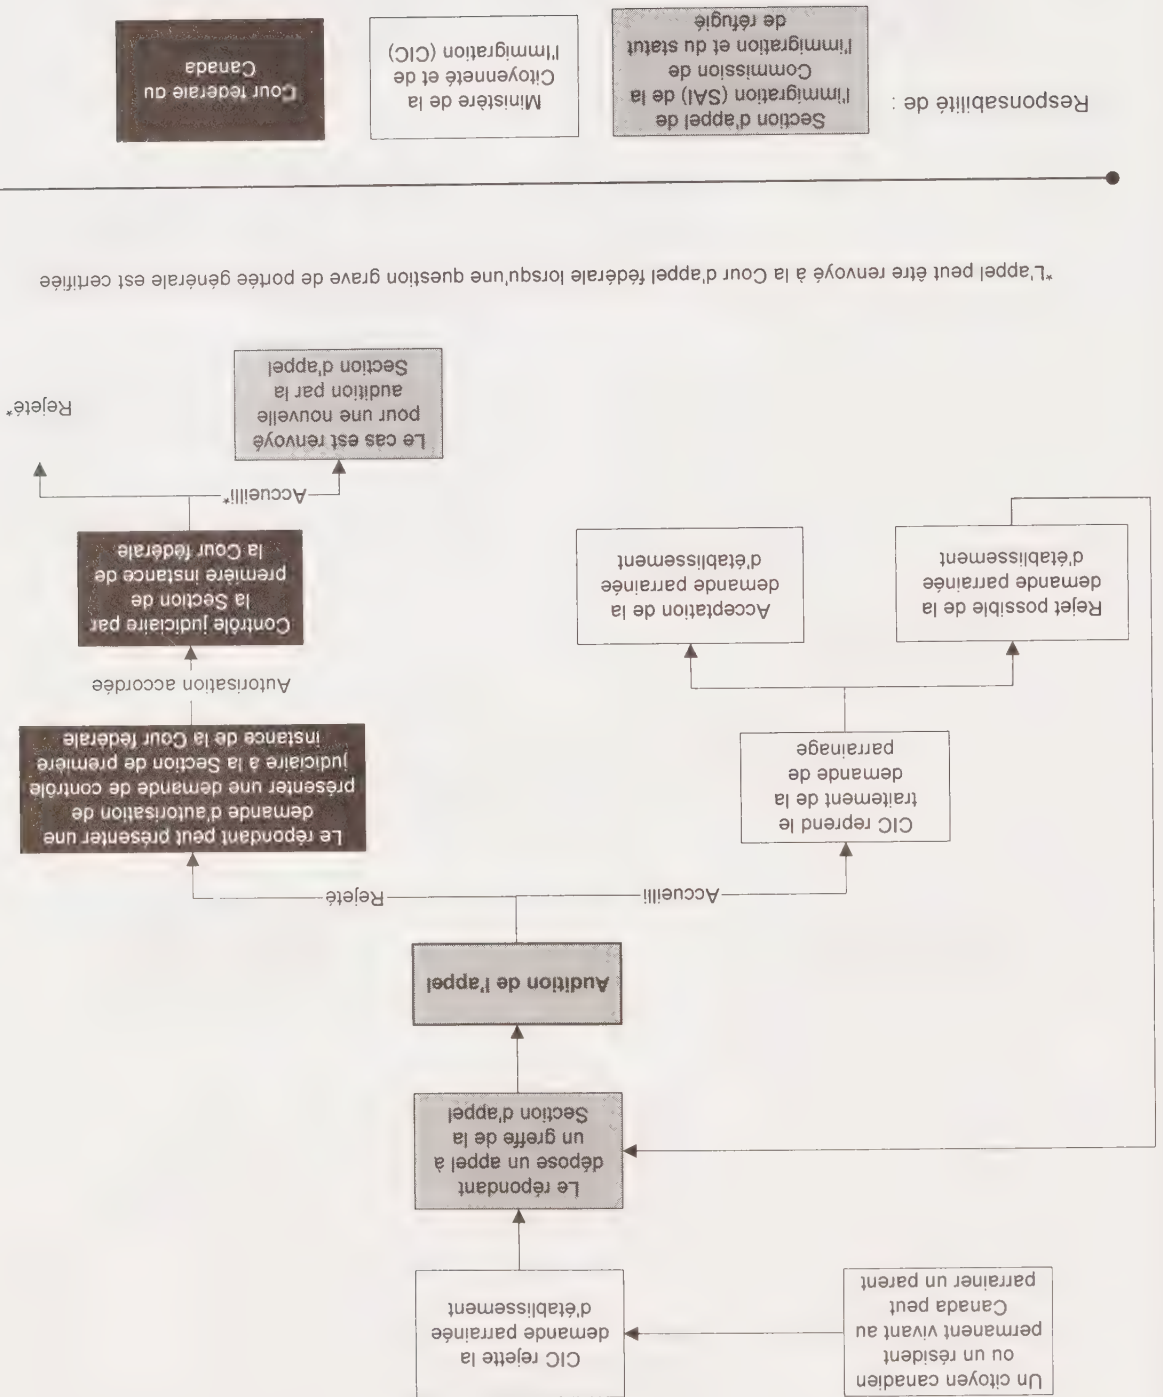 Un citoyen canadien
ou un résident
permanent vivant au
Canada peut
parrainer un parent
CIC rejette la
demande parrainée
d'établissement
Le répondant
dépose un appel à
un greffe de la
Section d'appel
Audition de l'appel
Accueilli
Rejeté
CIC reprend le
traitement de la
demande de
parrainage
Rejet possible de la
demande parrainée
d'établissement
Acceptation de la
demande parrainée
d'établissement
Le répondant peut présenter une
demande d'autorisation de
présenter une demande de contrôle
judiciaire à la Section de première
instance de la Cour fédérale
Autorisation accordée
Contrôle judiciaire par
la Section de
première instance de
la Cour fédérale
Accueilli*
Le cas est renvoyé
pour une nouvelle
audition par la
Section d'appel
Rejeté*
*L'appel peut être renvoyé à la Cour d'appel fédérale lorsqu'une question grave de portée générale est certifiée
Responsabilité de :
Section d'appel de
l'immigration (SAI) de la
Commission de
l'immigration et du statut
de réfugié
Ministère de la
Citoyenneté et de
l'Immigration (CIC)
Cour fédérale au
Canada